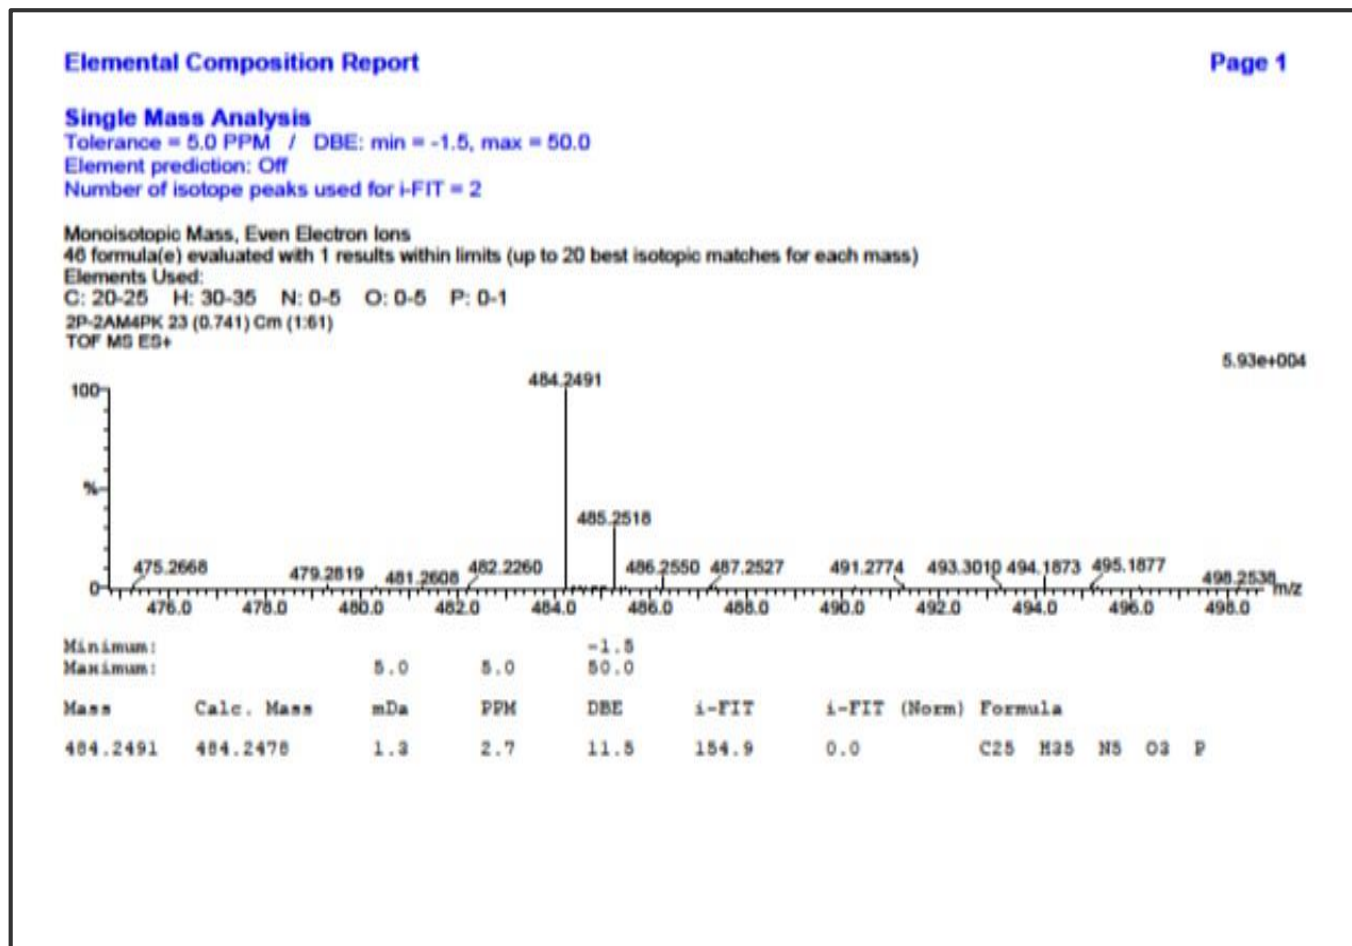 Elemental Composition Report Page 1
Single Mass Analysis
Tolerance = 5.0 PPM / DBE: min = -1.5, max = 50.0
Element prediction: Off
Number of isotope peaks used for i-FIT = 2
Monoisotopic Mass, Even Electron Ions
46 formula(e) evaluated with 1 results within limits (up to 20 best isotopic matches for each mass)
Elements Used:
C: 20-25 H: 30-35 N: 0-5 O: 0-5 P: 0-1
2P-2AM4PK 23 (0.741) Cm (1:61)
TOF MS ES+
5.93e+004
100
484.2491
%
485.2518
475.2668 479.2819 481.2608 482.2260 486.2550 487.2527 491.2774 493.3010 494.1873 495.1877 498.2538
0 m/z
476.0 478.0 480.0 482.0 484.0 486.0 488.0 490.0 492.0 494.0 496.0 498.0
Minimum: -1.5
Maximum: 5.0 5.0 50.0
Mass Calc. Mass mDa PPM DBE i-FIT i-FIT (Norm) Formula
484.2491 484.2478 1.3 2.7 11.5 154.9 0.0 C25 H35 N5 O3 P